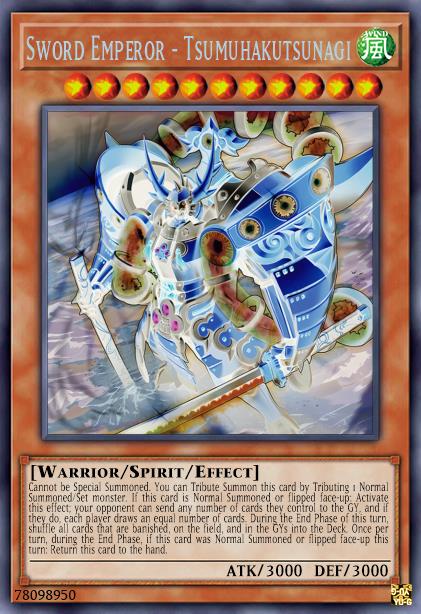 Sword Emperor - Tsumuhakutsunagi
WIND
風
[Warrior/Spirit/Effect]
Cannot be Special Summoned. You can Tribute Summon this card by Tributing 1 Normal
Summoned/Set monster. If this card is Normal Summoned or flipped face-up: Activate
this effect; your opponent can send any number of cards they control to the GY, and if
they do, each player draws an equal number of cards. During the End Phase of this turn,
shuffle all cards that are banished, on the field, and in the GYs into the Deck. Once per
turn, during the End Phase, if this card was Normal Summoned or flipped face-up this
turn: Return this card to the hand.
ATK/3000 DEF/3000
78098950